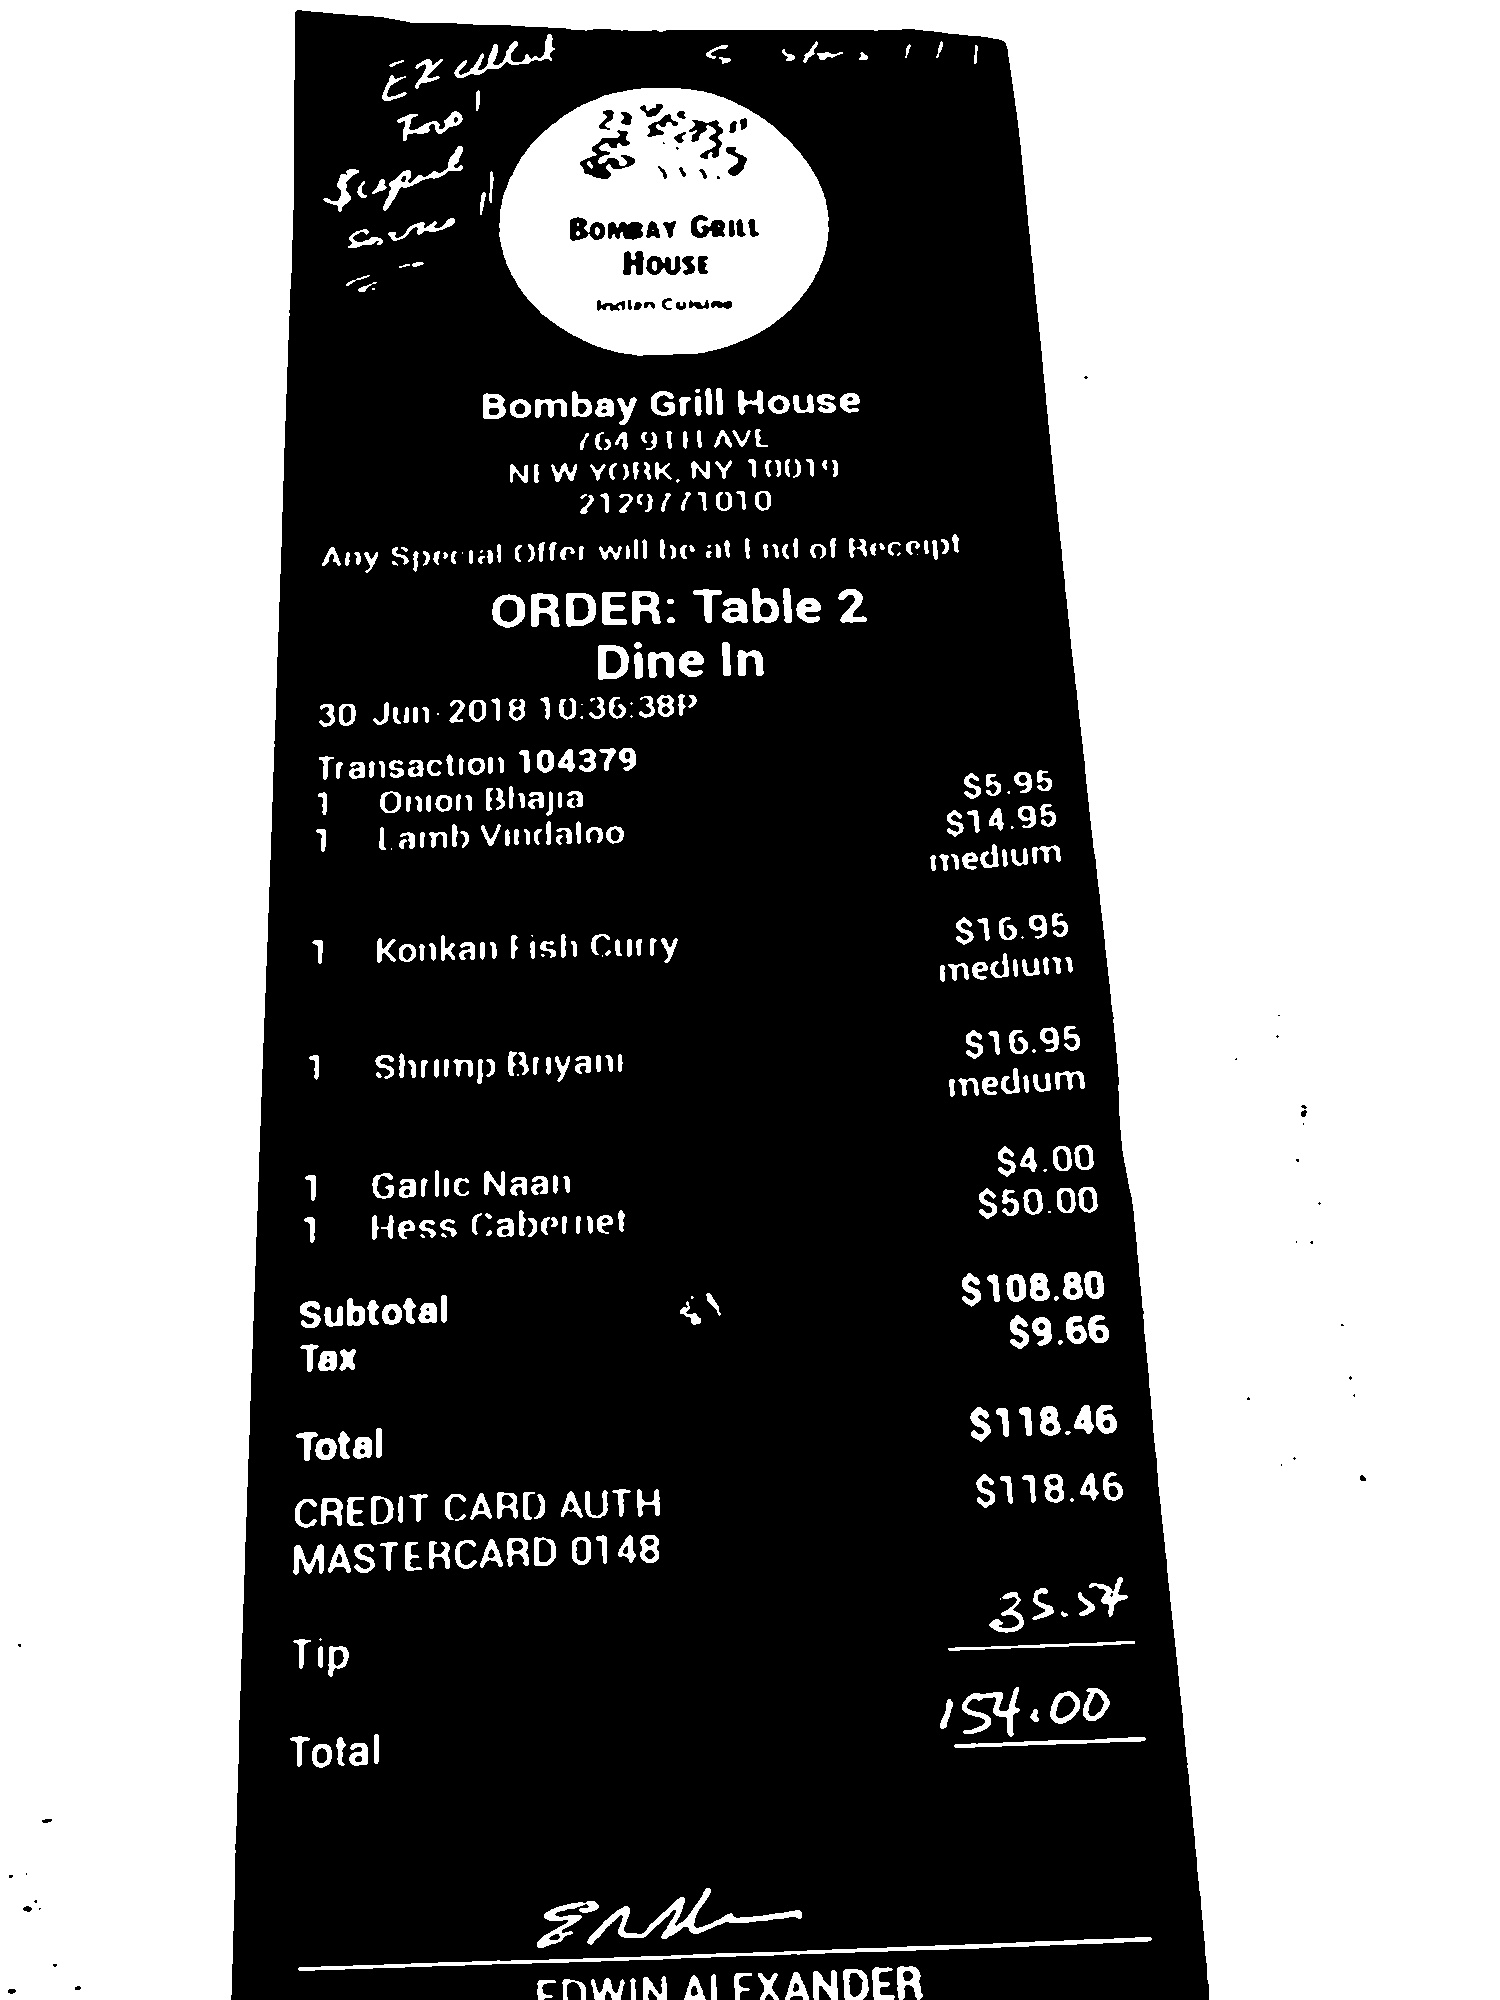 Excellent 5 stars !!!
Food!
Superb
service !!
BOMBAY GRILL
HOUSE
Indian Cuisine
Bombay Grill House
764 9TH AVE
NEW YORK, NY 10019
2129771010
Any Special Offer will be at End of Receipt
ORDER: Table 2
Dine In
30-Jun-2018 10:36:38P
Transaction 104379
1 Onion Bhajia $5.95
1 Lamb Vindaloo $14.95
medium
1 Konkan Fish Curry $16.95
medium
1 Shrimp Briyani $16.95
medium
1 Garlic Naan $4.00
1 Hess Cabernet $50.00
Subtotal $108.80
Tax $9.66
Total $118.46
CREDIT CARD AUTH $118.46
MASTERCARD 0148
Tip 35.54
Total 154.00
EDWIN ALEXANDER